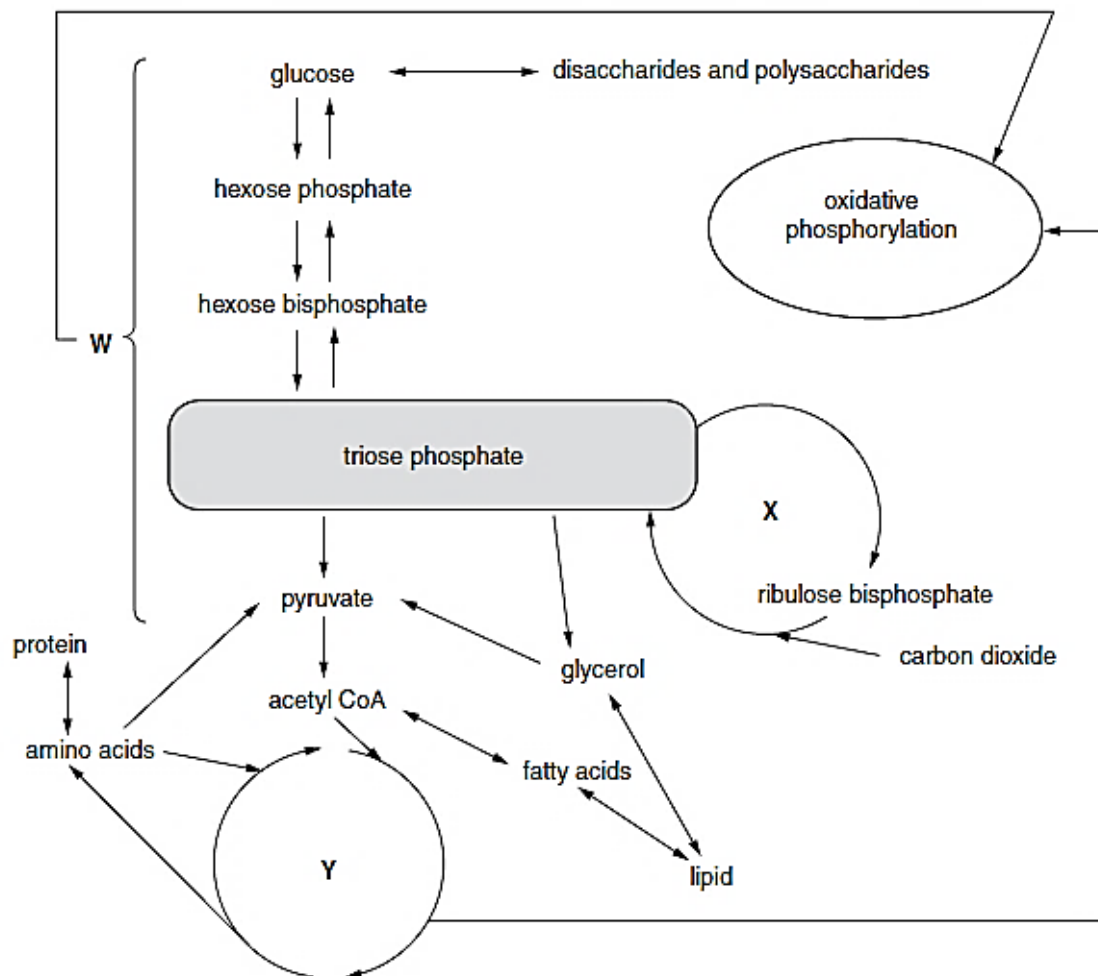 glucose
disaccharides and polysaccharides
hexose phosphate
oxidative
phosphorylation
hexose bisphosphate
W
triose phosphate
X
pyruvate
ribulose bisphosphate
protein
glycerol
carbon dioxide
acetyl CoA
amino acids
fatty acids
Y
lipid